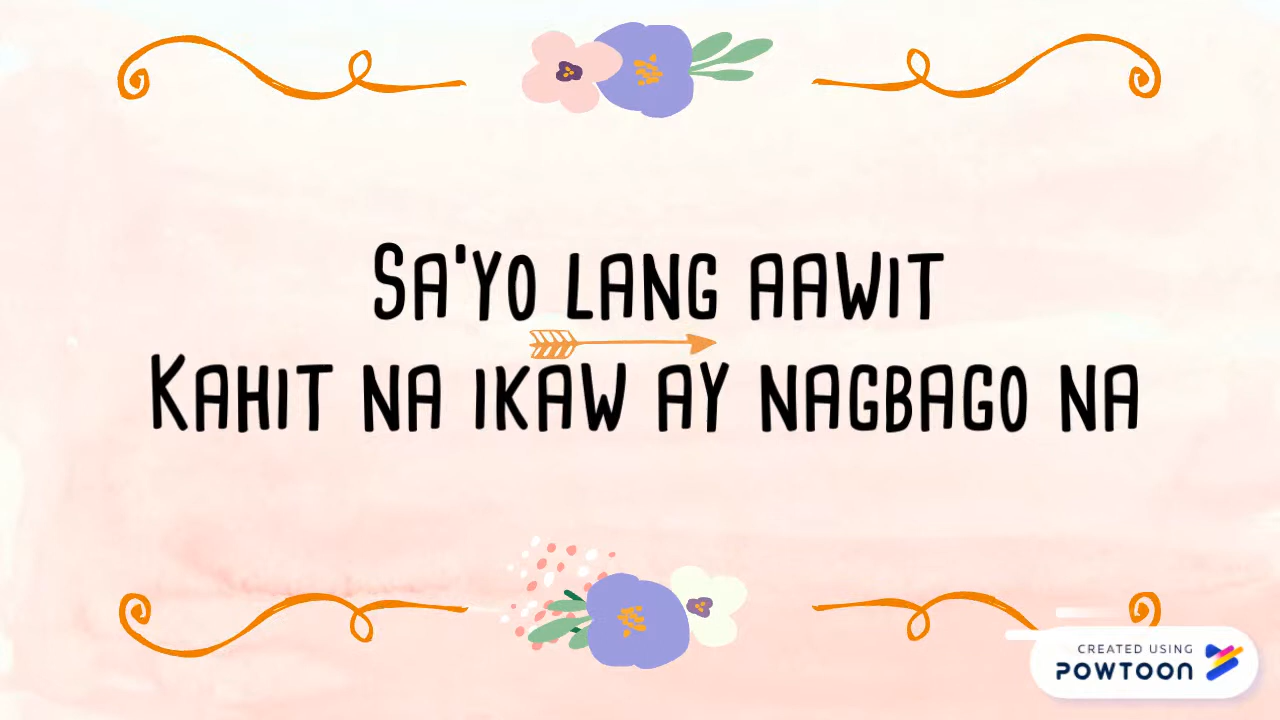 Sa'yo lang aawit
Kahit na ikaw ay nagbago na
CREATED USING
POWTOON